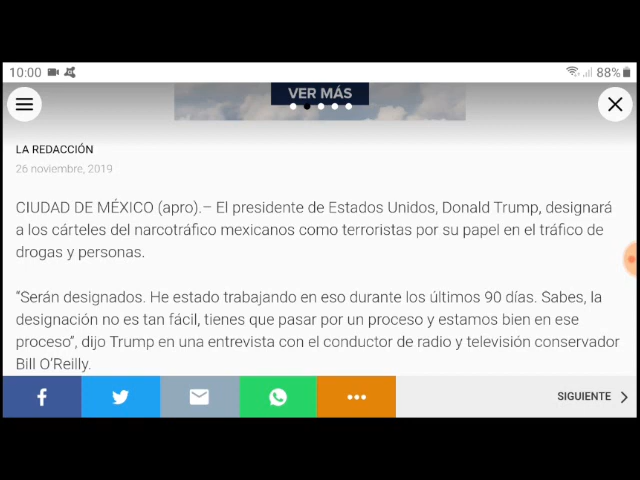 10:00
88%
VER MÁS
LA REDACCIÓN
26 noviembre, 2019
CIUDAD DE MÉXICO (apro).– El presidente de Estados Unidos, Donald Trump, designará
a los cárteles del narcotráfico mexicanos como terroristas por su papel en el tráfico de
drogas y personas.
“Serán designados. He estado trabajando en eso durante los últimos 90 días. Sabes, la
designación no es tan fácil, tienes que pasar por un proceso y estamos bien en ese
proceso”, dijo Trump en una entrevista con el conductor de radio y televisión conservador
Bill O’Reilly.
SIGUIENTE